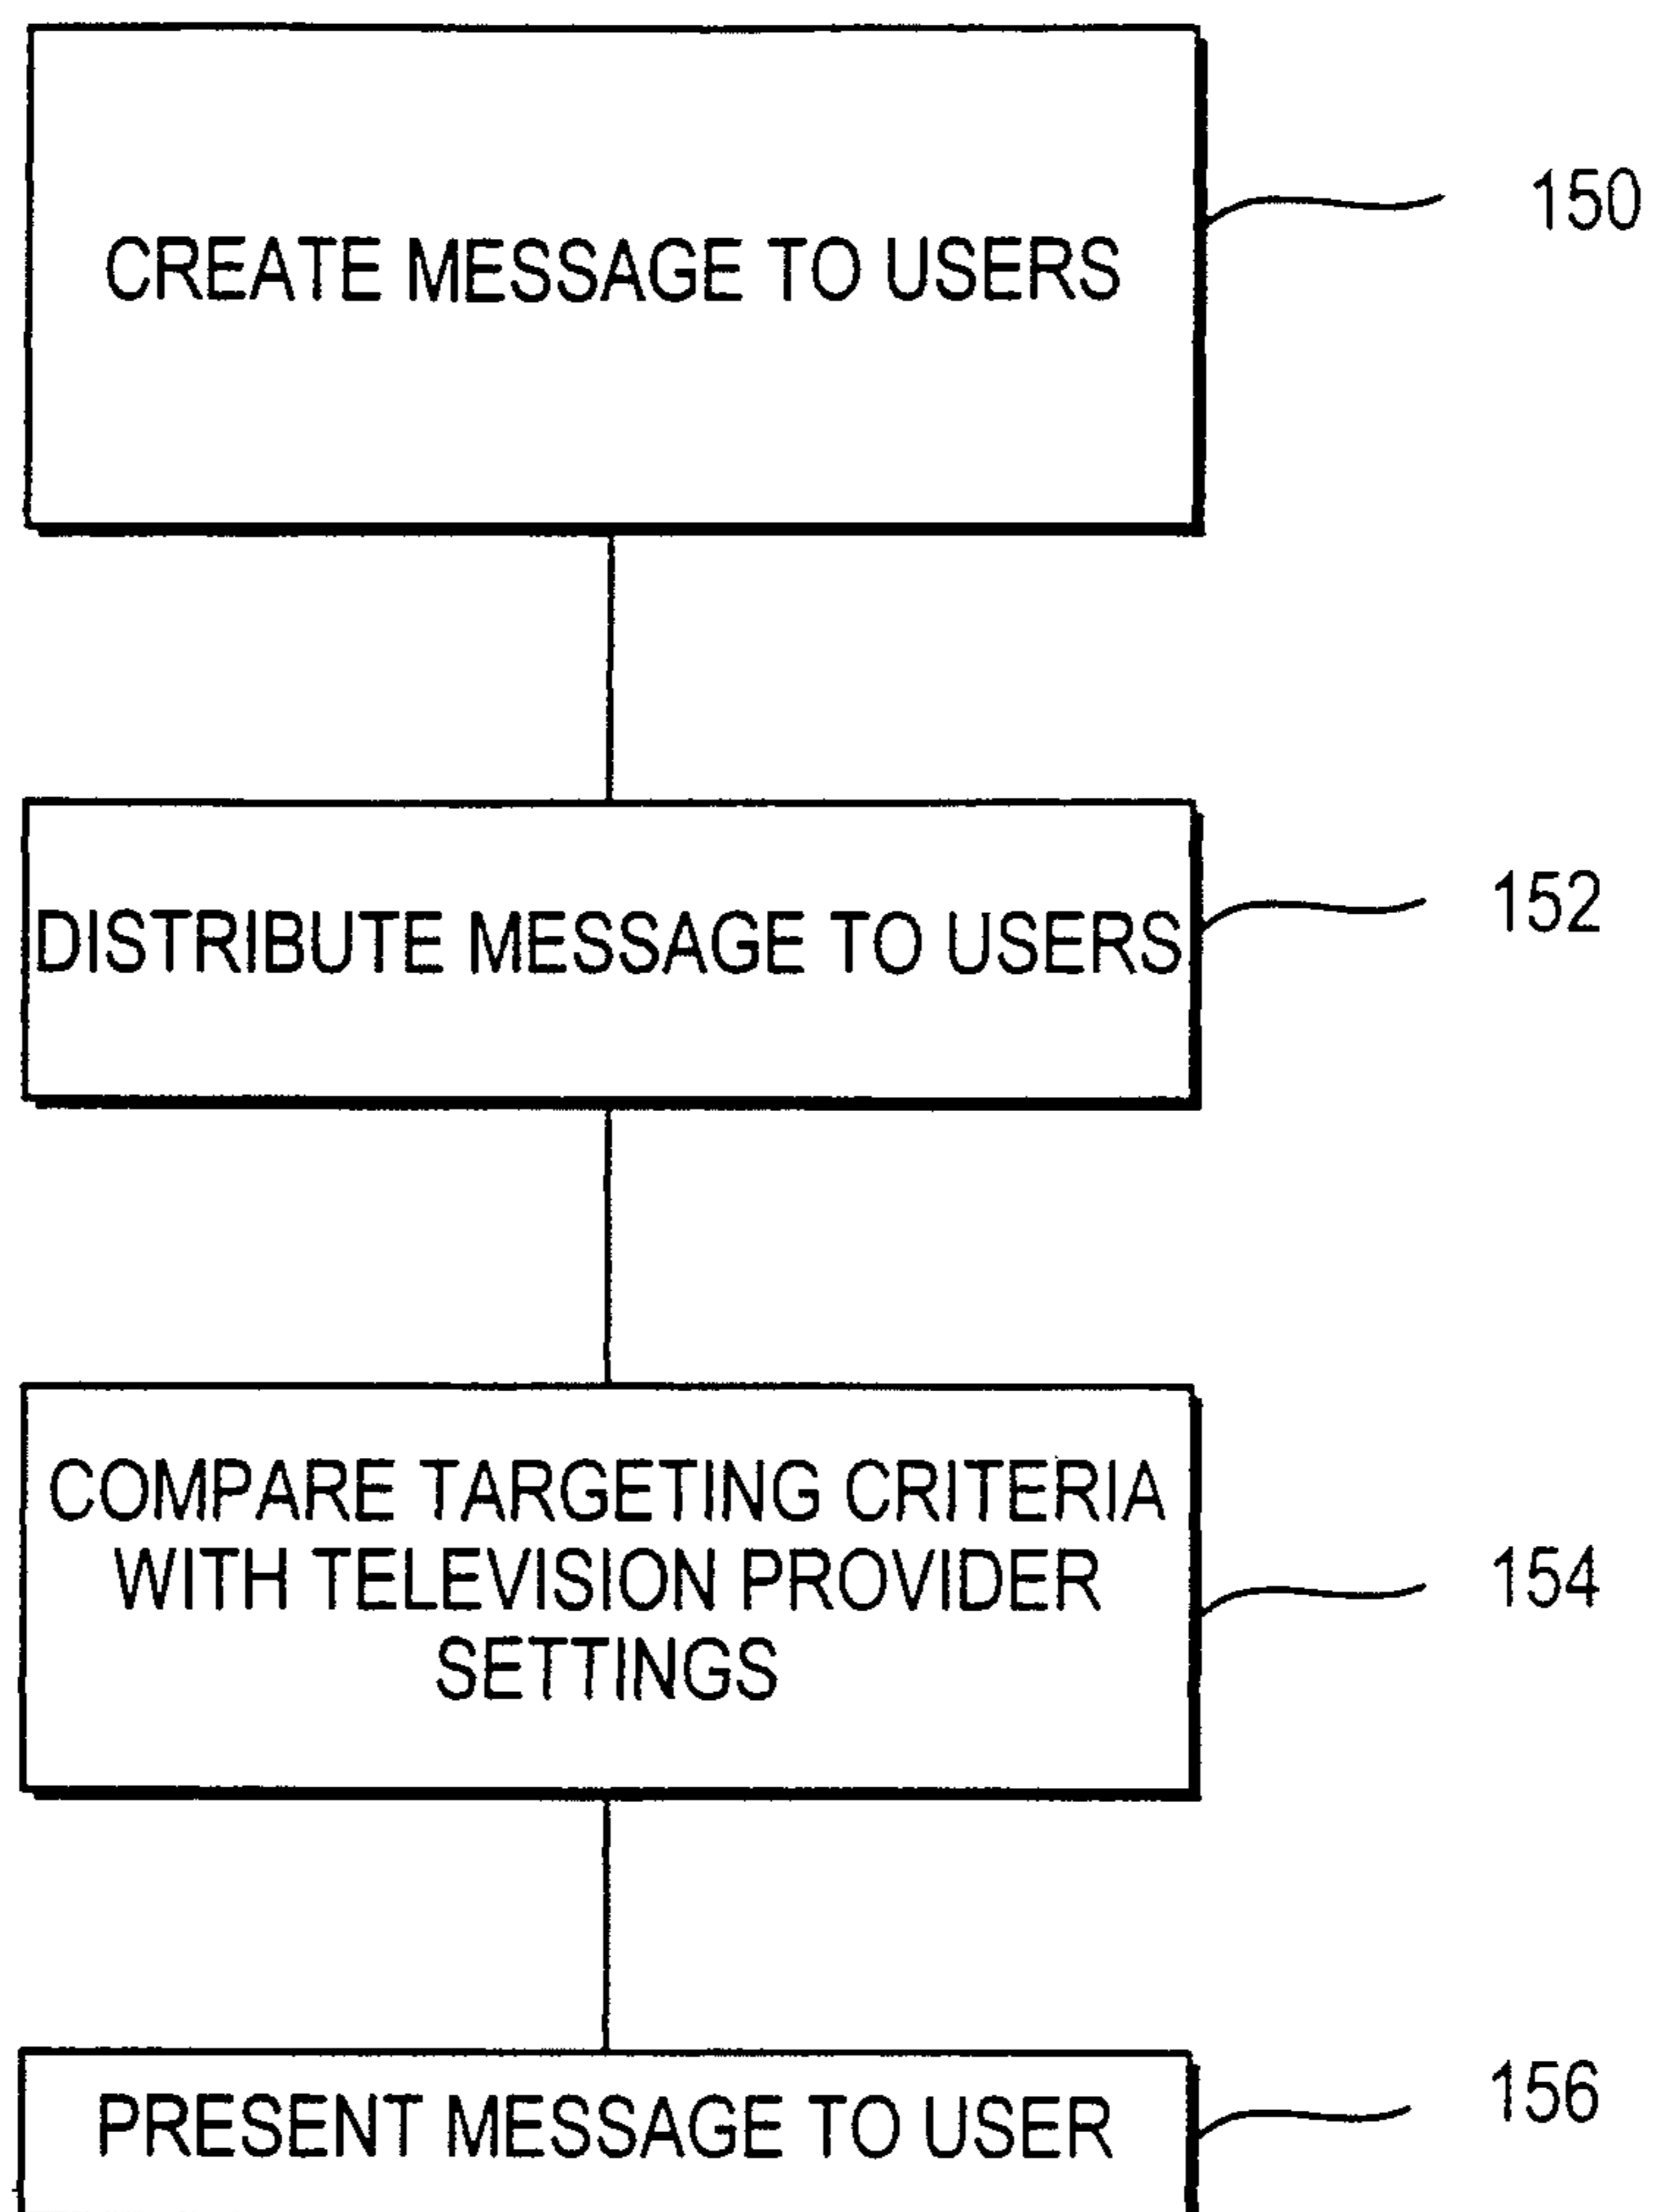 CREATE MESSAGE TO USERS
150
DISTRIBUTE MESSAGE TO USERS
152
COMPARE TARGETING CRITERIA
WITH TELEVISION PROVIDER
SETTINGS
154
PRESENT MESSAGE TO USER
156